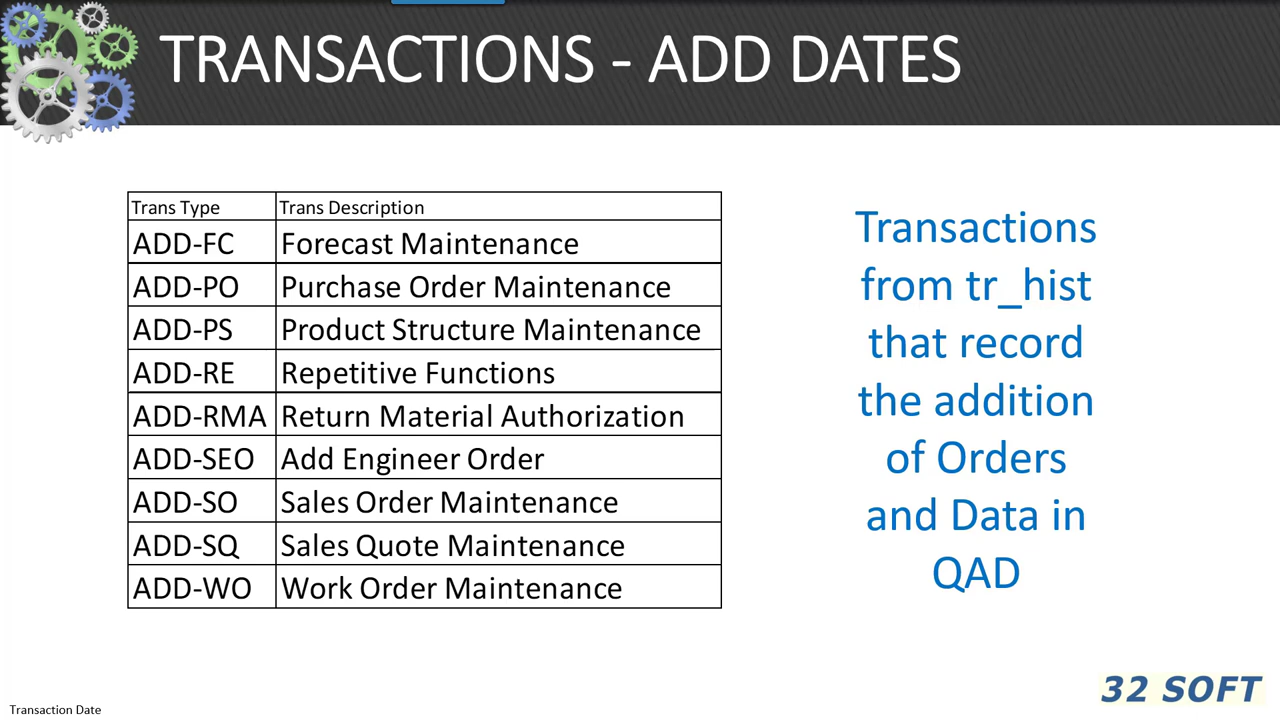 TRANSACTIONS - ADD DATES
Trans Type Trans Description
ADD-FC Forecast Maintenance
ADD-PO Purchase Order Maintenance
ADD-PS Product Structure Maintenance
ADD-RE Repetitive Functions
ADD-RMA Return Material Authorization
ADD-SEO Add Engineer Order
ADD-SO Sales Order Maintenance
ADD-SQ Sales Quote Maintenance
ADD-WO Work Order Maintenance
Transactions
from tr_hist
that record
the addition
of Orders
and Data in
QAD
32 SOFT
Transaction Date